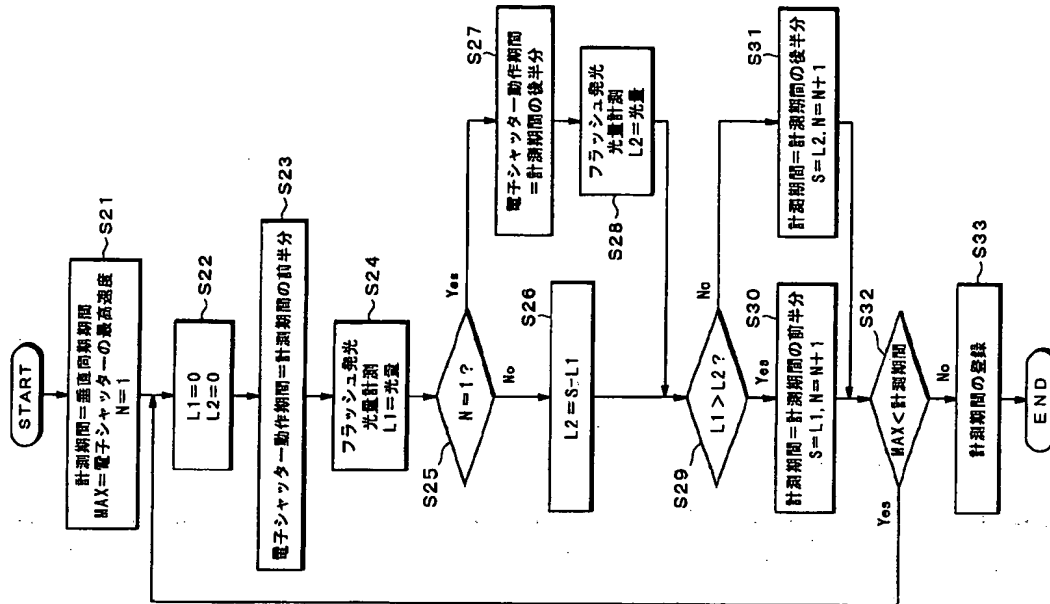 START
計測期間=垂直同期期間
MAX=電子シャッターの最高速度
N=1
S21
L1=0
L2=0
S22
電子シャッター動作期間=計測期間の前半分
S23
フラッシュ発光
光量計測
L1=光量
S24
N=1?
S25
Yes
No
L2=S-L1
S26
電子シャッター動作期間
=計測期間の後半分
S27
フラッシュ発光
光量計測
L2=光量
S28
L1>L2?
S29
No
Yes
計測期間=計測期間の前半分
S=L1,N=N+1
S30
計測期間=計測期間の後半分
S=L2,N=N+1
S31
MAX<計測期間
S32
Yes
No
計測期間の登録
S33
END